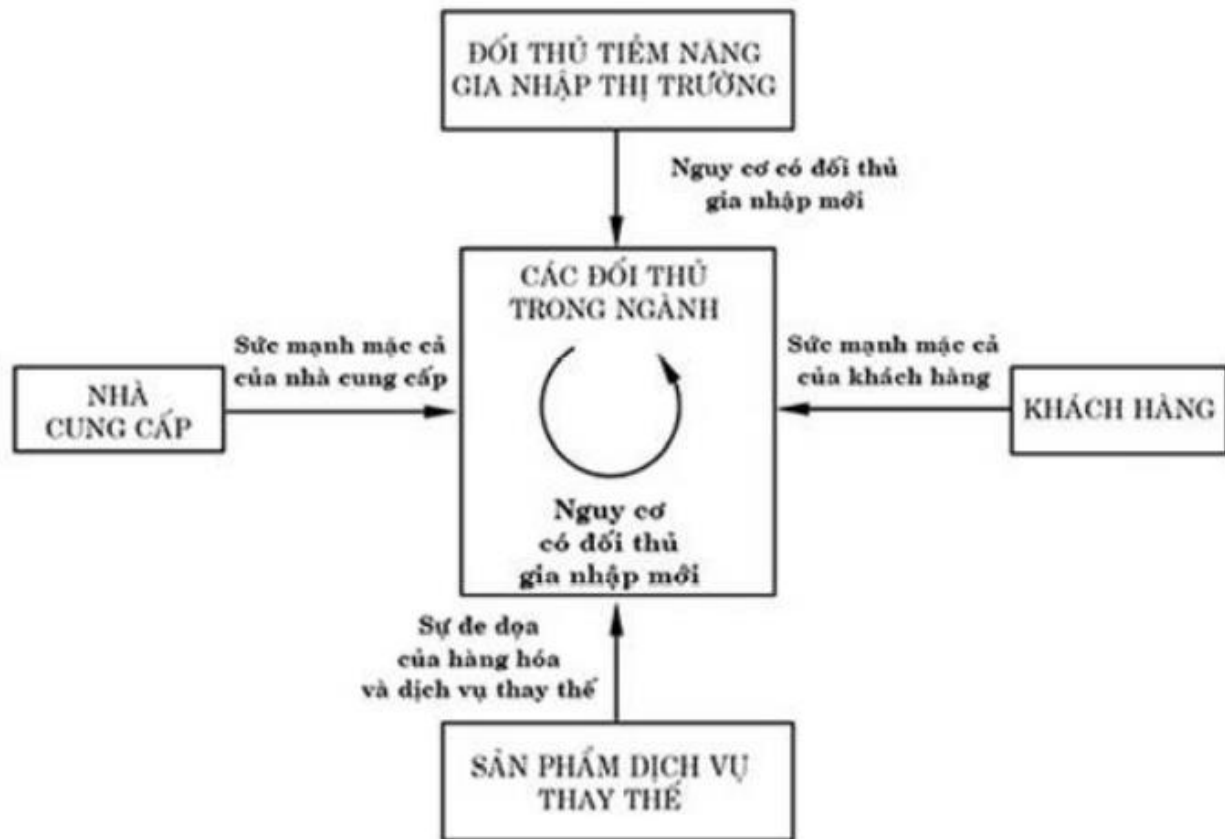 ĐỐI THỦ TIỀM NĂNG
GIA NHẬP THỊ TRƯỜNG
Nguy cơ có đối thủ
gia nhập mới
CÁC ĐỐI THỦ
TRONG NGÀNH
Sức mạnh mặc cả
của nhà cung cấp
Sức mạnh mặc cả
của khách hàng
NHÀ
CUNG CẤP
KHÁCH HÀNG
Nguy cơ
có đối thủ
gia nhập mới
Sự đe dọa
của hàng hóa
và dịch vụ thay thế
SẢN PHẨM DỊCH VỤ
THAY THẾ